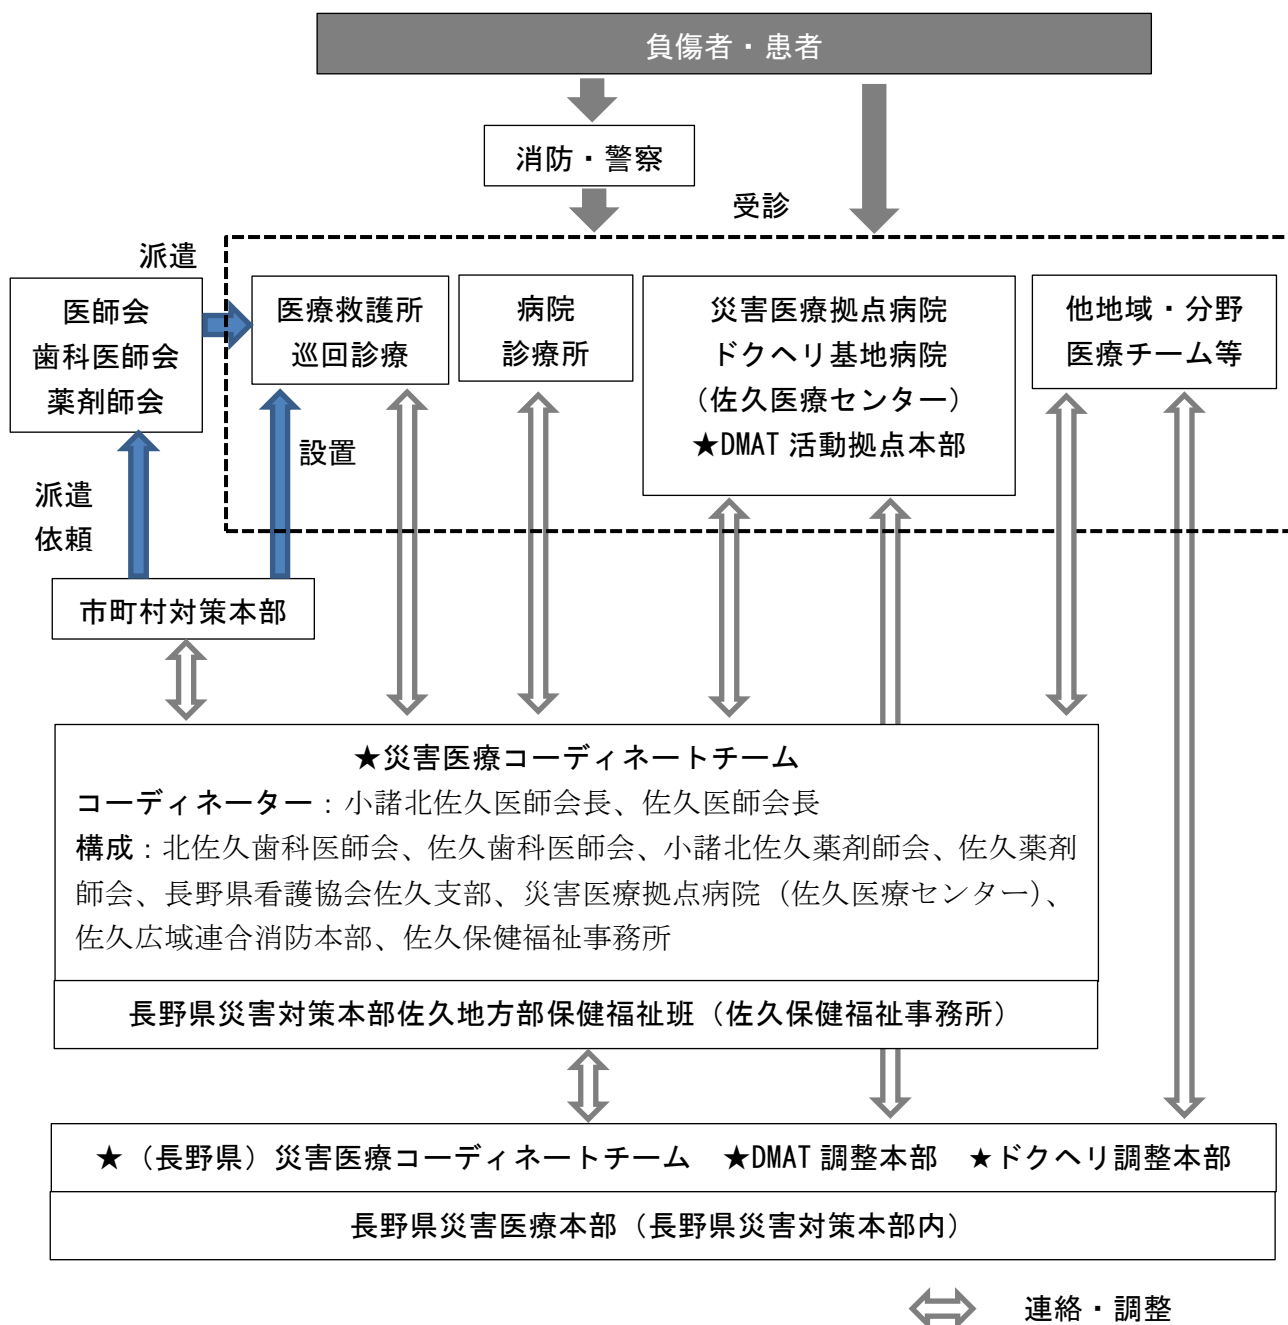 負傷者・患者
消防・警察
受診
派遣
医師会
歯科医師会
薬剤師会
医療救護所
巡回診療
病院
診療所
災害医療拠点病院
ドクヘリ基地病院
（佐久医療センター）
★DMAT 活動拠点本部
他地域・分野
医療チーム等
設置
派遣
依頼
市町村対策本部
★災害医療コーディネートチーム
コーディネーター：小諸北佐久医師会長、佐久医師会長
構成：北佐久歯科医師会、佐久歯科医師会、小諸北佐久薬剤師会、佐久薬剤
師会、長野県看護協会佐久支部、災害医療拠点病院（佐久医療センター）、
佐久広域連合消防本部、佐久保健福祉事務所
長野県災害対策本部佐久地方部保健福祉班（佐久保健福祉事務所）
★（長野県）災害医療コーディネートチーム　★DMAT 調整本部　★ドクヘリ調整本部
長野県災害医療本部（長野県災害対策本部内）
連絡・調整